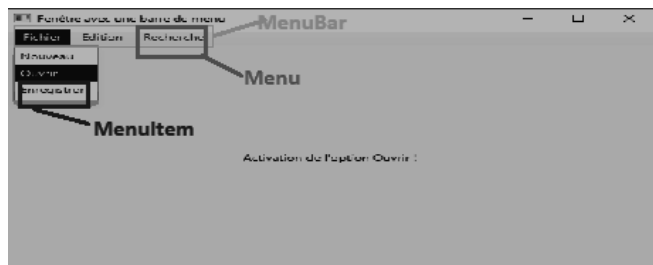 Fenêtre avec une barre de menu
MenuBar
Fichier Edition Recherche
Nouveau
Ouvrir
Menu
Enregistrer
MenuItem
Activation de l'option Ouvrir !